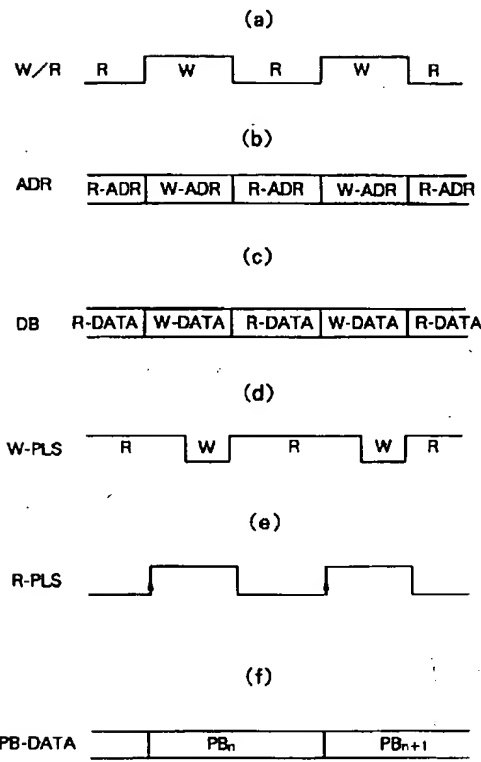 (a)
W/R R W R W R
(b)
ADR R-ADR W-ADR R-ADR W-ADR R-ADR
(c)
DB R-DATA W-DATA R-DATA W-DATA R-DATA
(d)
W-PLS R W R W R
(e)
R-PLS
(f)
PB-DATA PBn PBn+1